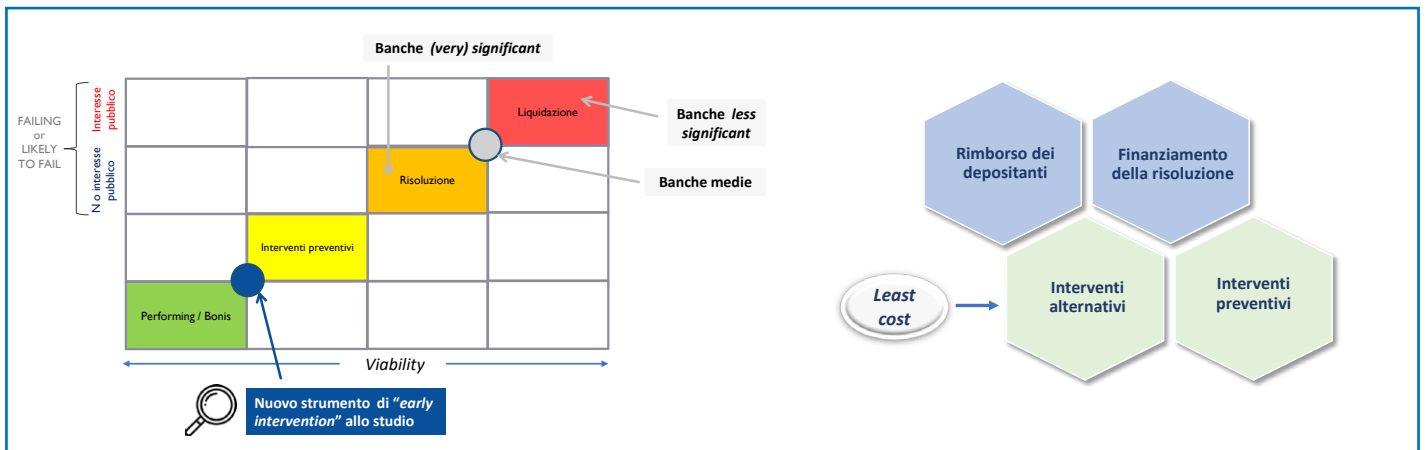 Banche (very) significant
FAILING
or
LIKELY
TO FAIL
Interesse
pubblico
No interesse
pubblico
Liquidazione
Banche less
significant
Risoluzione
Banche medie
Interventi preventivi
Performing / Bonis
Viability
Nuovo strumento di “early
intervention” allo studio
Rimborso dei
depositanti
Finanziamento
della risoluzione
Least
cost
Interventi
alternativi
Interventi
preventivi